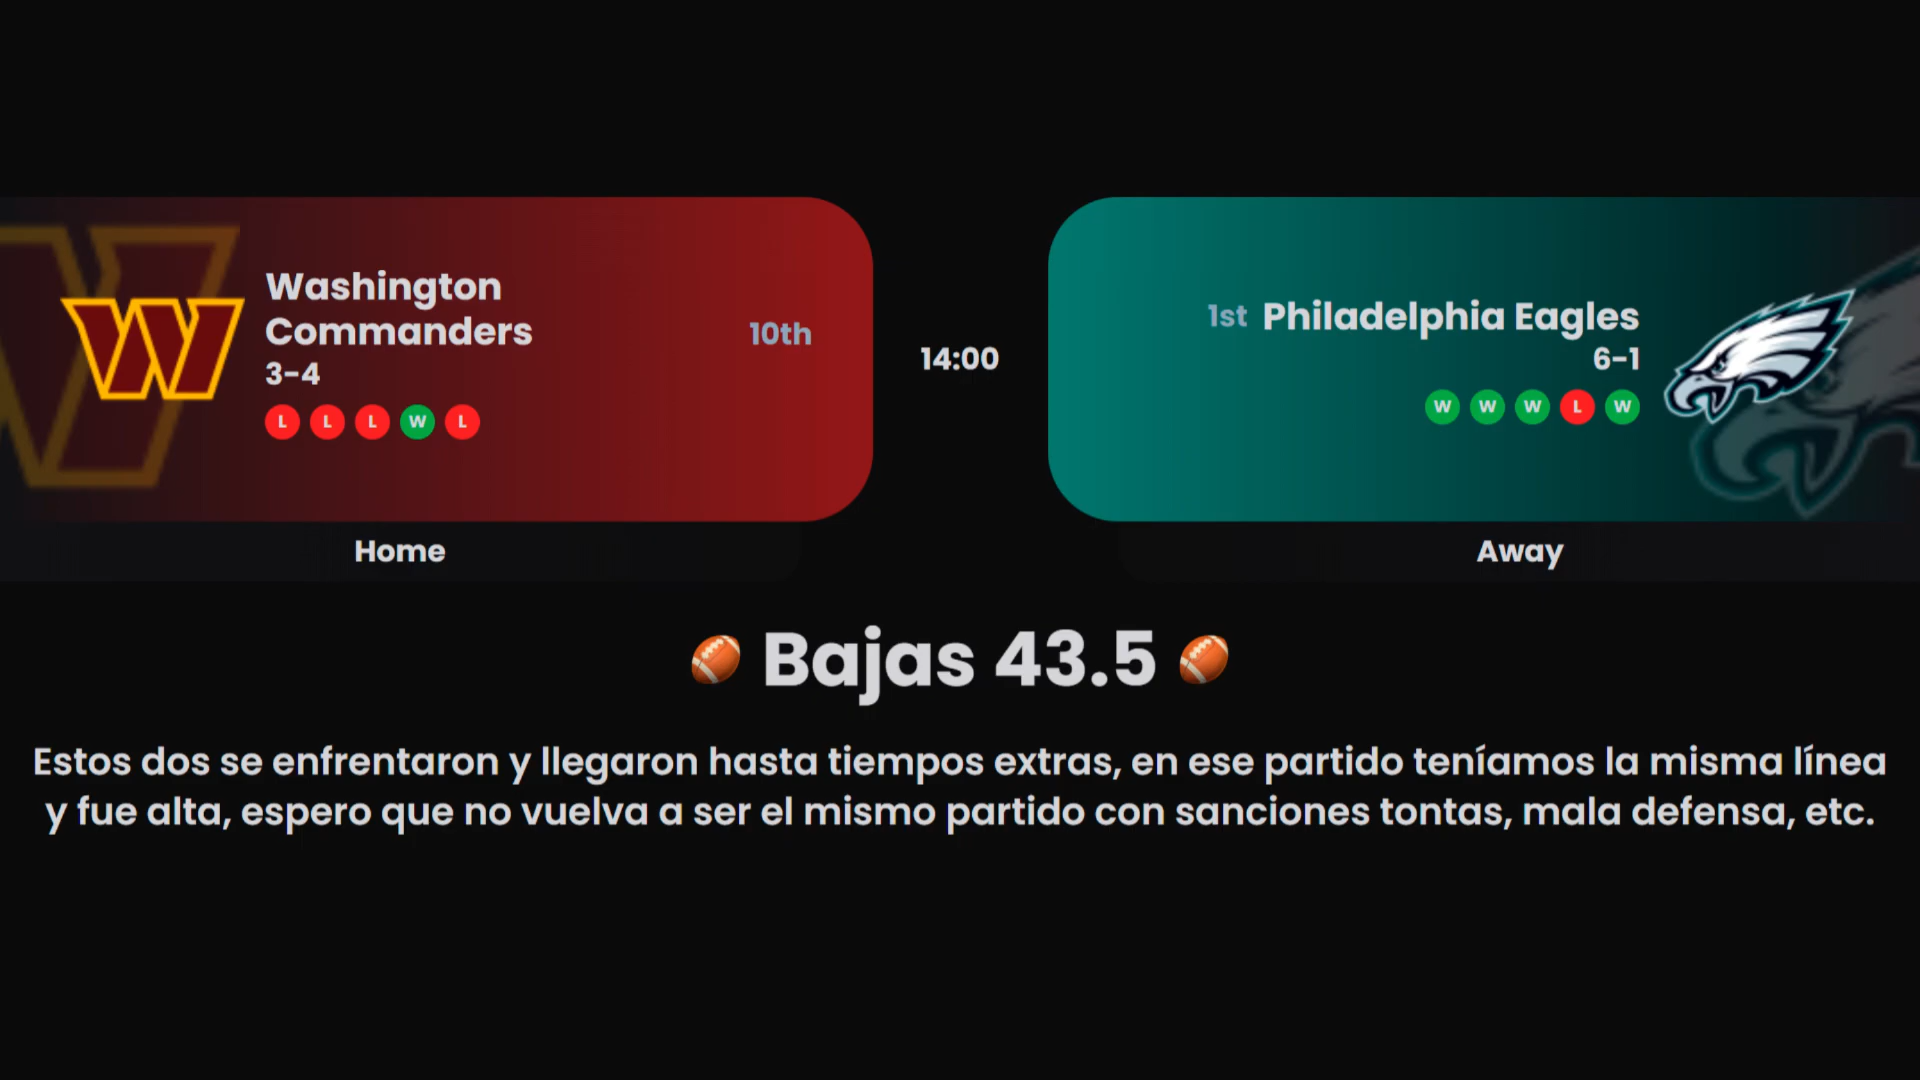 Washington
Commanders
3-4
10th
L L L W L
14:00
1st Philadelphia Eagles
6-1
W W W L W
Home
Away
🏈 Bajas 43.5 🏈
Estos dos se enfrentaron y llegaron hasta tiempos extras, en ese partido teníamos la misma línea
y fue alta, espero que no vuelva a ser el mismo partido con sanciones tontas, mala defensa, etc.